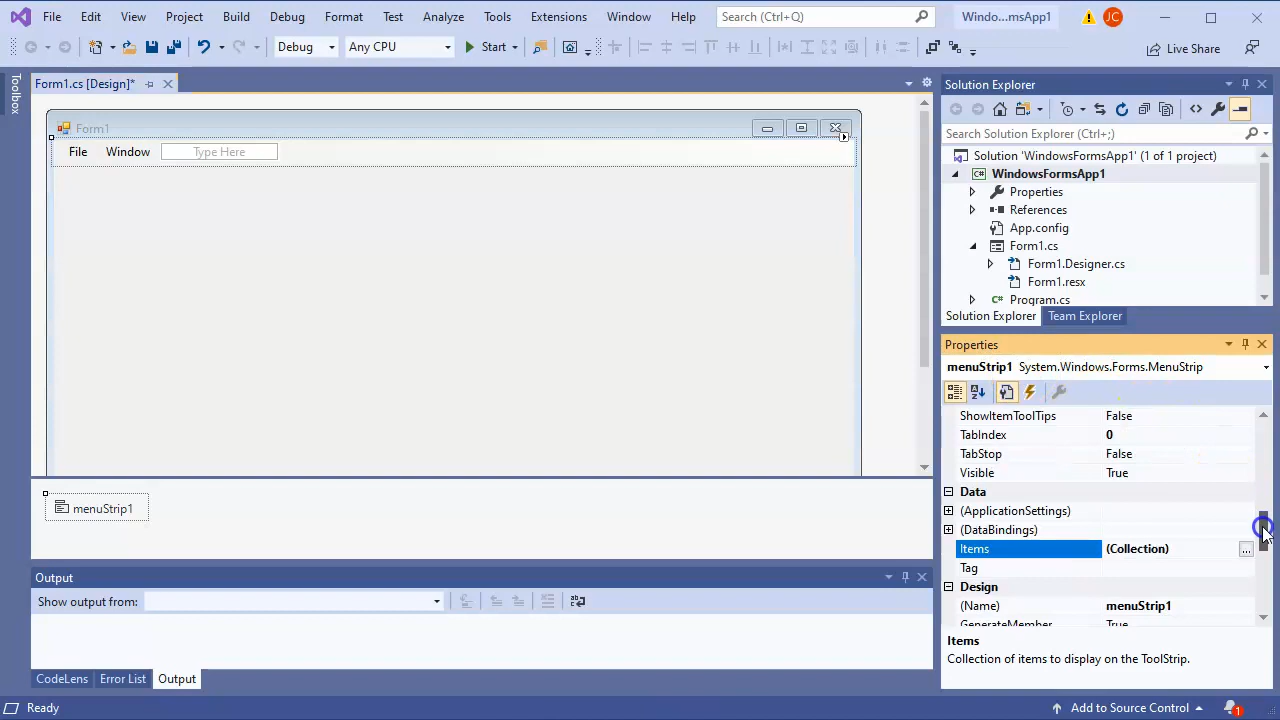 File Edit View Project Build Debug Format Test Analyze Tools Extensions Window Help Search (Ctrl+Q) Windo...msApp1 JC
Debug Any CPU Start Live Share
Toolbox
Form1.cs [Design]*
Form1
File Window Type Here
menuStrip1
Output
Show output from:
CodeLens Error List Output
Solution Explorer
Search Solution Explorer (Ctrl+;)
Solution 'WindowsFormsApp1' (1 of 1 project)
C# WindowsFormsApp1
Properties
References
App.config
Form1.cs
Form1.Designer.cs
Form1.resx
C# Program.cs
Solution Explorer Team Explorer
Properties
menuStrip1 System.Windows.Forms.MenuStrip
ShowItemToolTips False
TabIndex 0
TabStop False
Visible True
Data
(ApplicationSettings)
(DataBindings)
Items (Collection) ...
Tag
Design
(Name) menuStrip1
GenerateMember True
Items
Collection of items to display on the ToolStrip.
Ready Add to Source Control 1